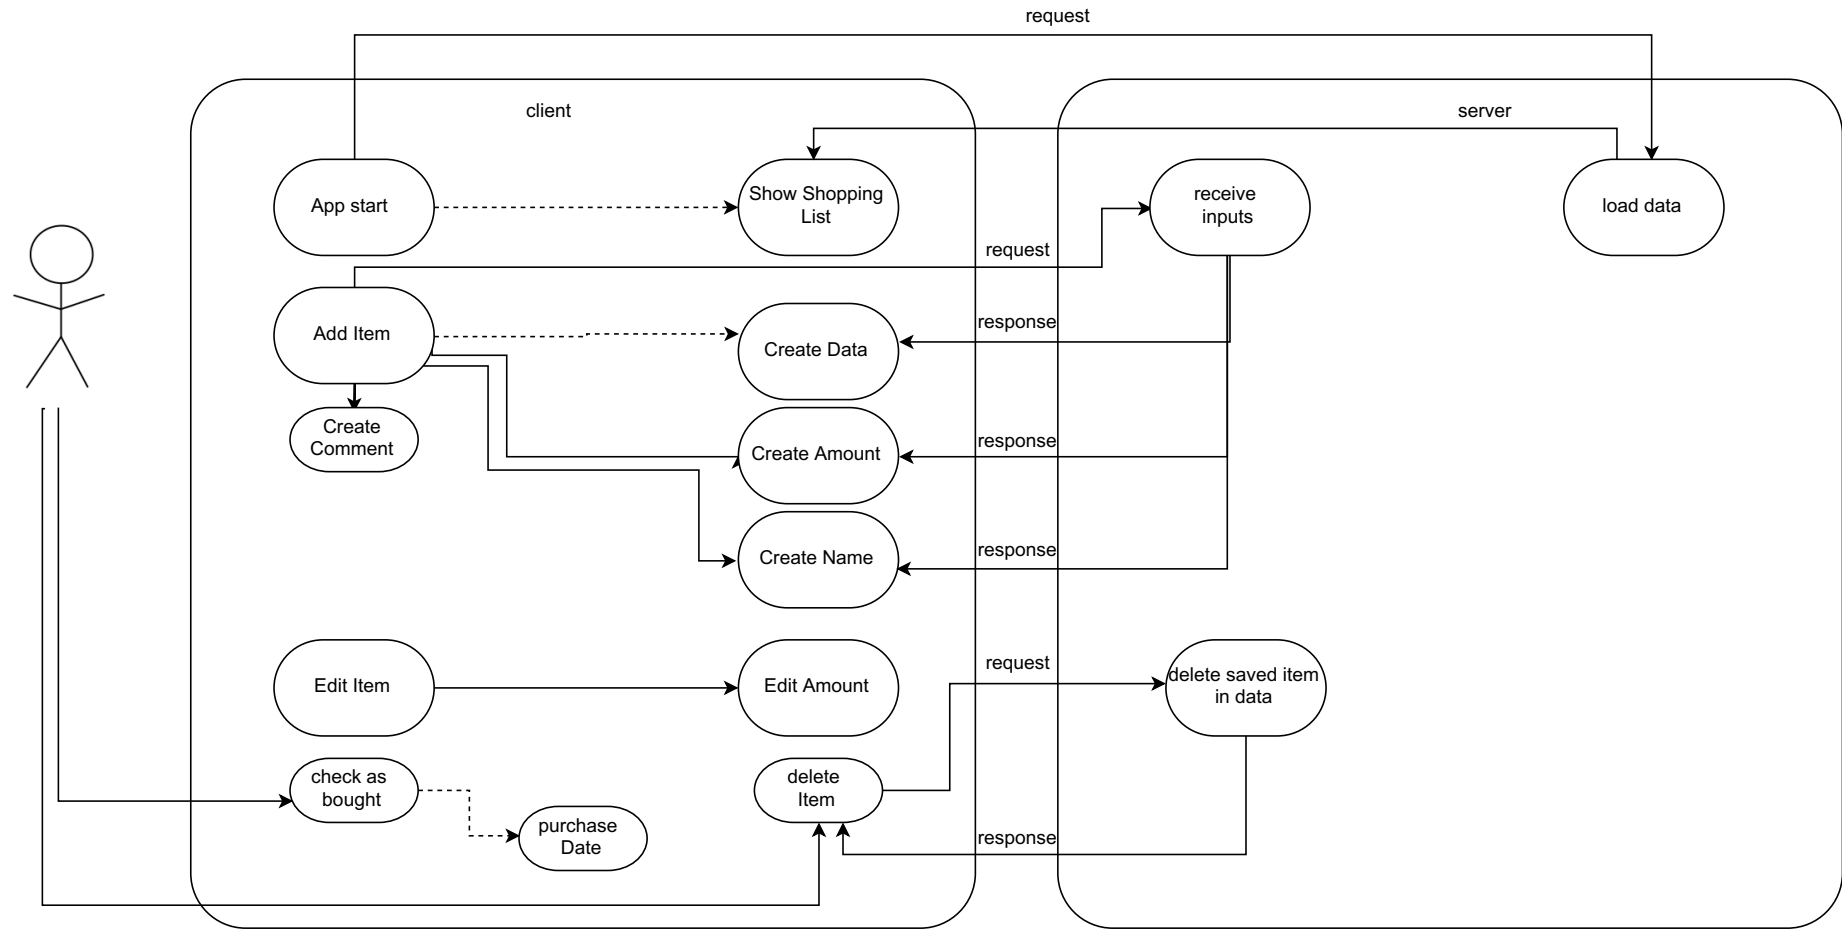 request
client
server
App start
Show Shopping
List
receive
inputs
load data
request
Add Item
response
Create Data
Create
Comment
response
Create Amount
response
Create Name
request
Edit Item
Edit Amount
delete saved item
in data
check as
bought
delete
Item
purchase
Date
response